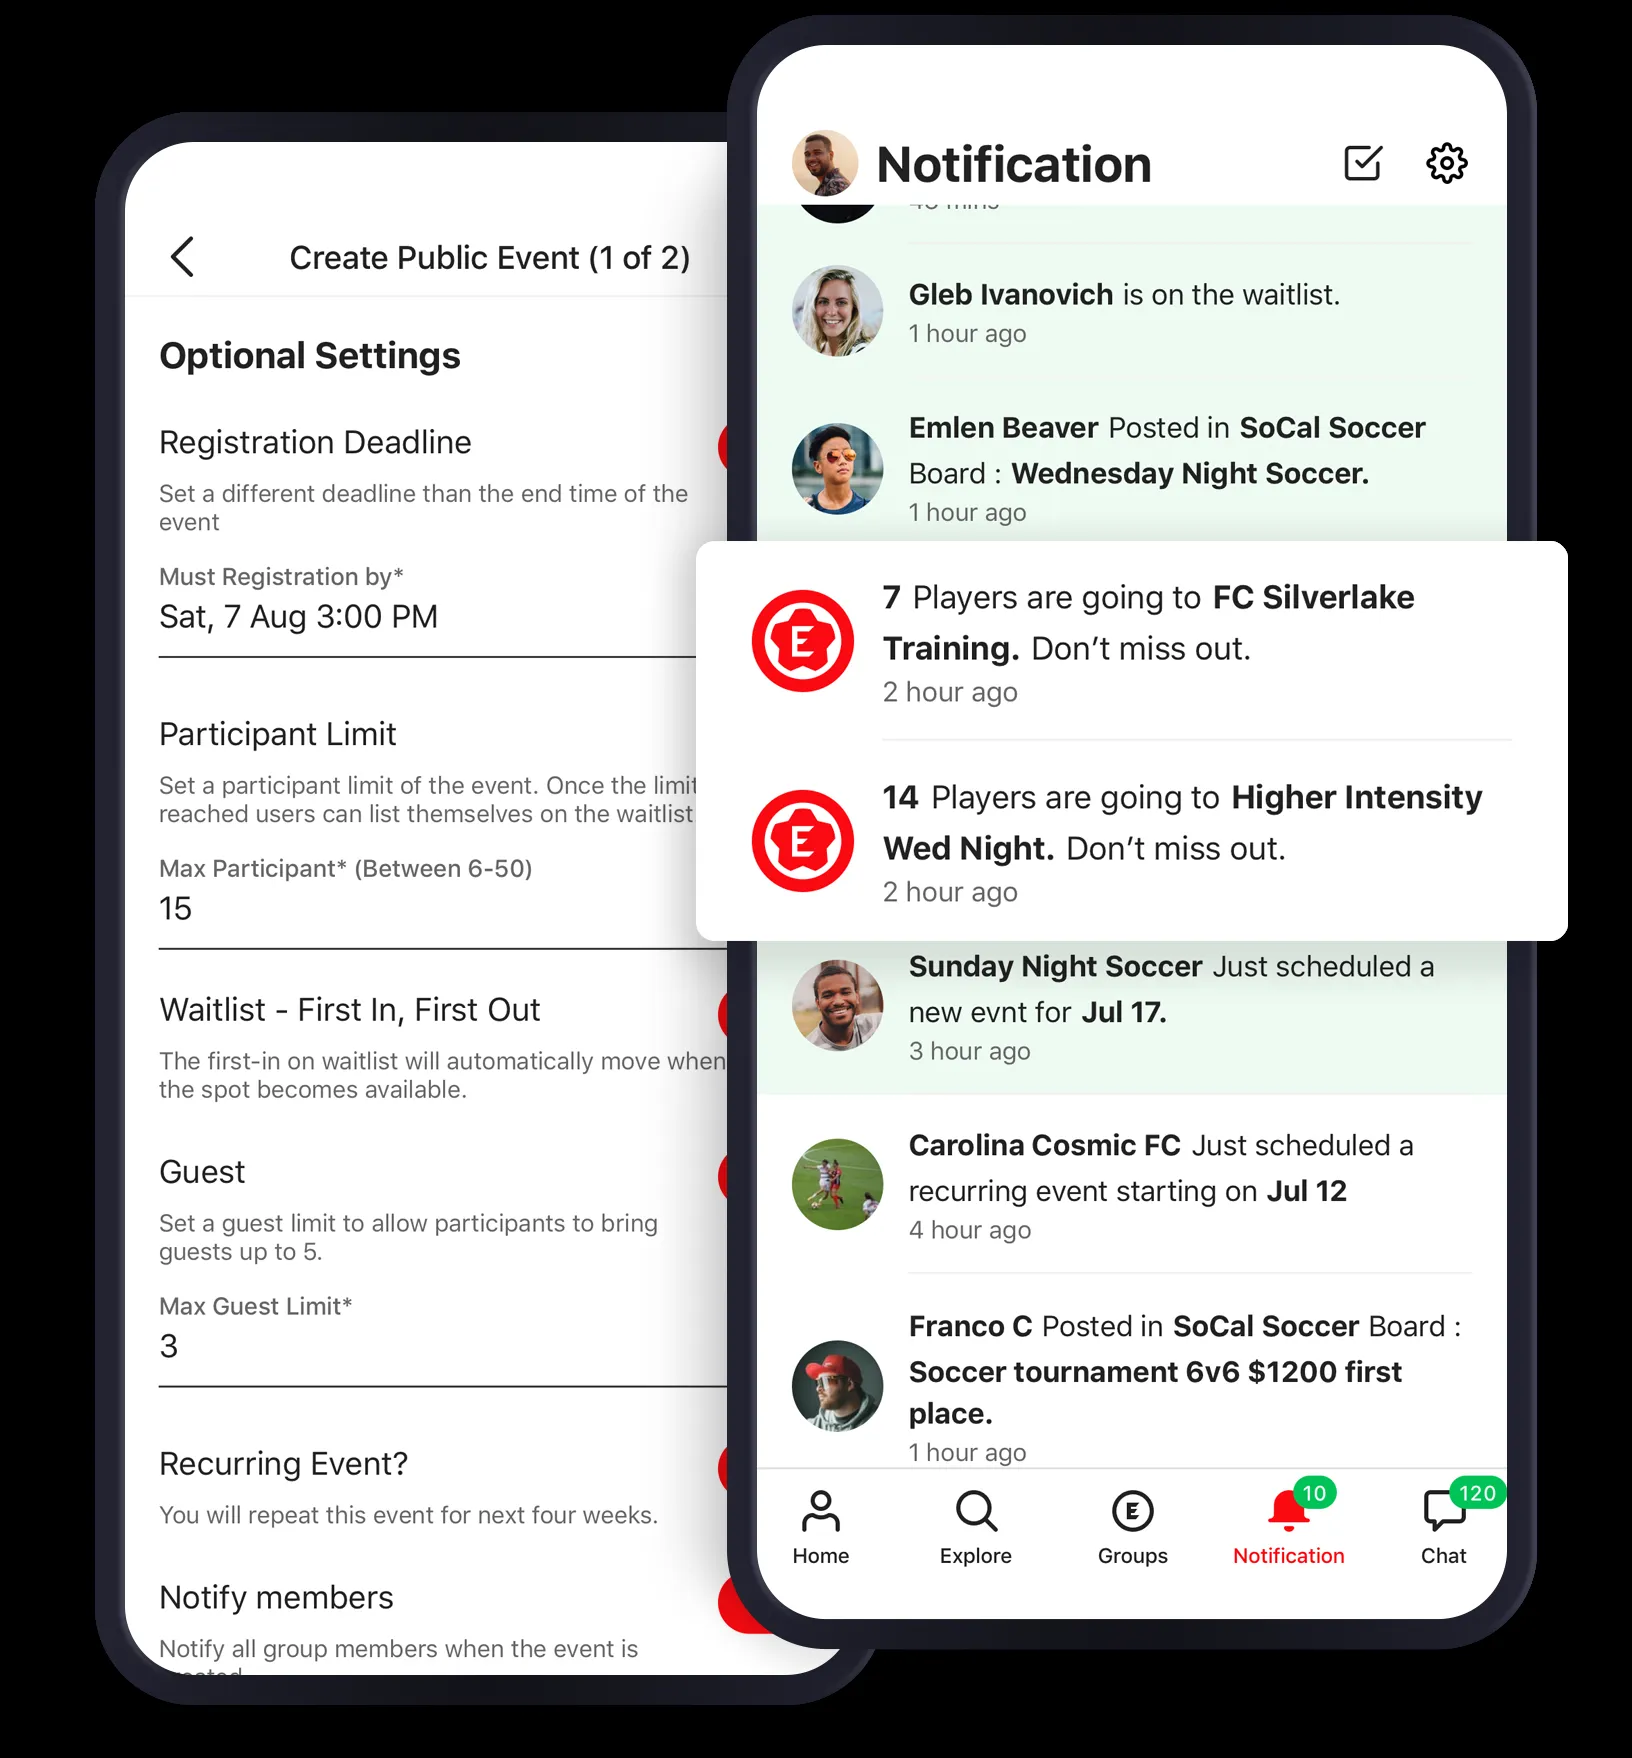 Create Public Event (1 of 2)
Optional Settings
Registration Deadline
Set a different deadline than the end time of the
event
Must Registration by*
Sat, 7 Aug 3:00 PM
Participant Limit
Set a participant limit of the event. Once the limit
reached users can list themselves on the waitlist
Max Participant* (Between 6-50)
15
Waitlist - First In, First Out
The first-in on waitlist will automatically move when
the spot becomes available.
Guest
Set a guest limit to allow participants to bring
guests up to 5.
Max Guest Limit*
3
Recurring Event?
You will repeat this event for next four weeks.
Notify members
Notify all group members when the event is
Notification
Gleb Ivanovich is on the waitlist.
1 hour ago
Emlen Beaver Posted in SoCal Soccer
Board : Wednesday Night Soccer.
1 hour ago
E
7 Players are going to FC Silverlake
Training. Don't miss out.
2 hour ago
E
14 Players are going to Higher Intensity
Wed Night. Don't miss out.
2 hour ago
Sunday Night Soccer Just scheduled a
new evnt for Jul 17.
3 hour ago
Carolina Cosmic FC Just scheduled a
recurring event starting on Jul 12
4 hour ago
Franco C Posted in SoCal Soccer Board :
Soccer tournament 6v6 $1200 first
place.
1 hour ago
E
10
120
Home
Explore
Groups
Notification
Chat